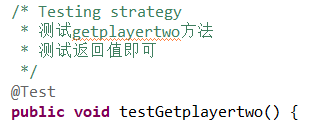 /* Testing strategy
 * 测试getplayertwo方法
 * 测试返回值即可
 */
@Test
public void testGetplayertwo() {